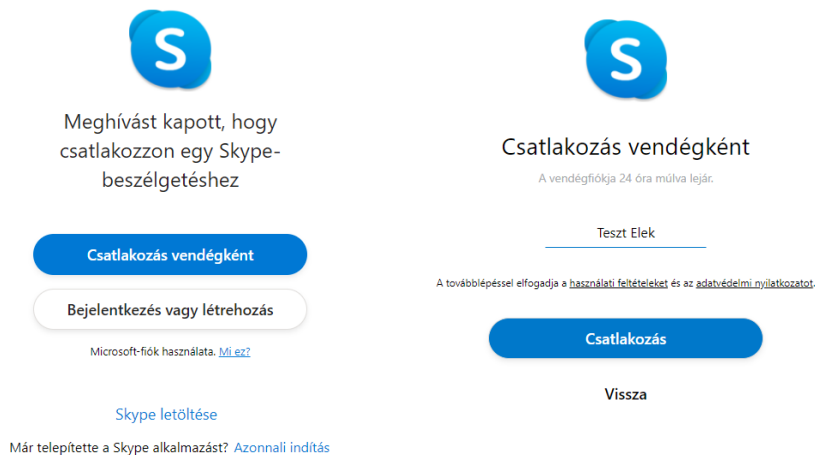 S
Meghívást kapott, hogy
csatlakozzon egy Skype-
beszélgetéshez
Csatlakozás vendégként
Bejelentkezés vagy létrehozás
Microsoft-fiók használata. Mi ez?
Skype letöltése
Már telepítette a Skype alkalmazást? Azonnali indítás
S
Csatlakozás vendégként
A vendégfiókja 24 óra múlva lejár.
Teszt Elek
A továbblépéssel elfogadja a használati feltételeket és az adatvédelmi nyilatkozatot.
Csatlakozás
Vissza